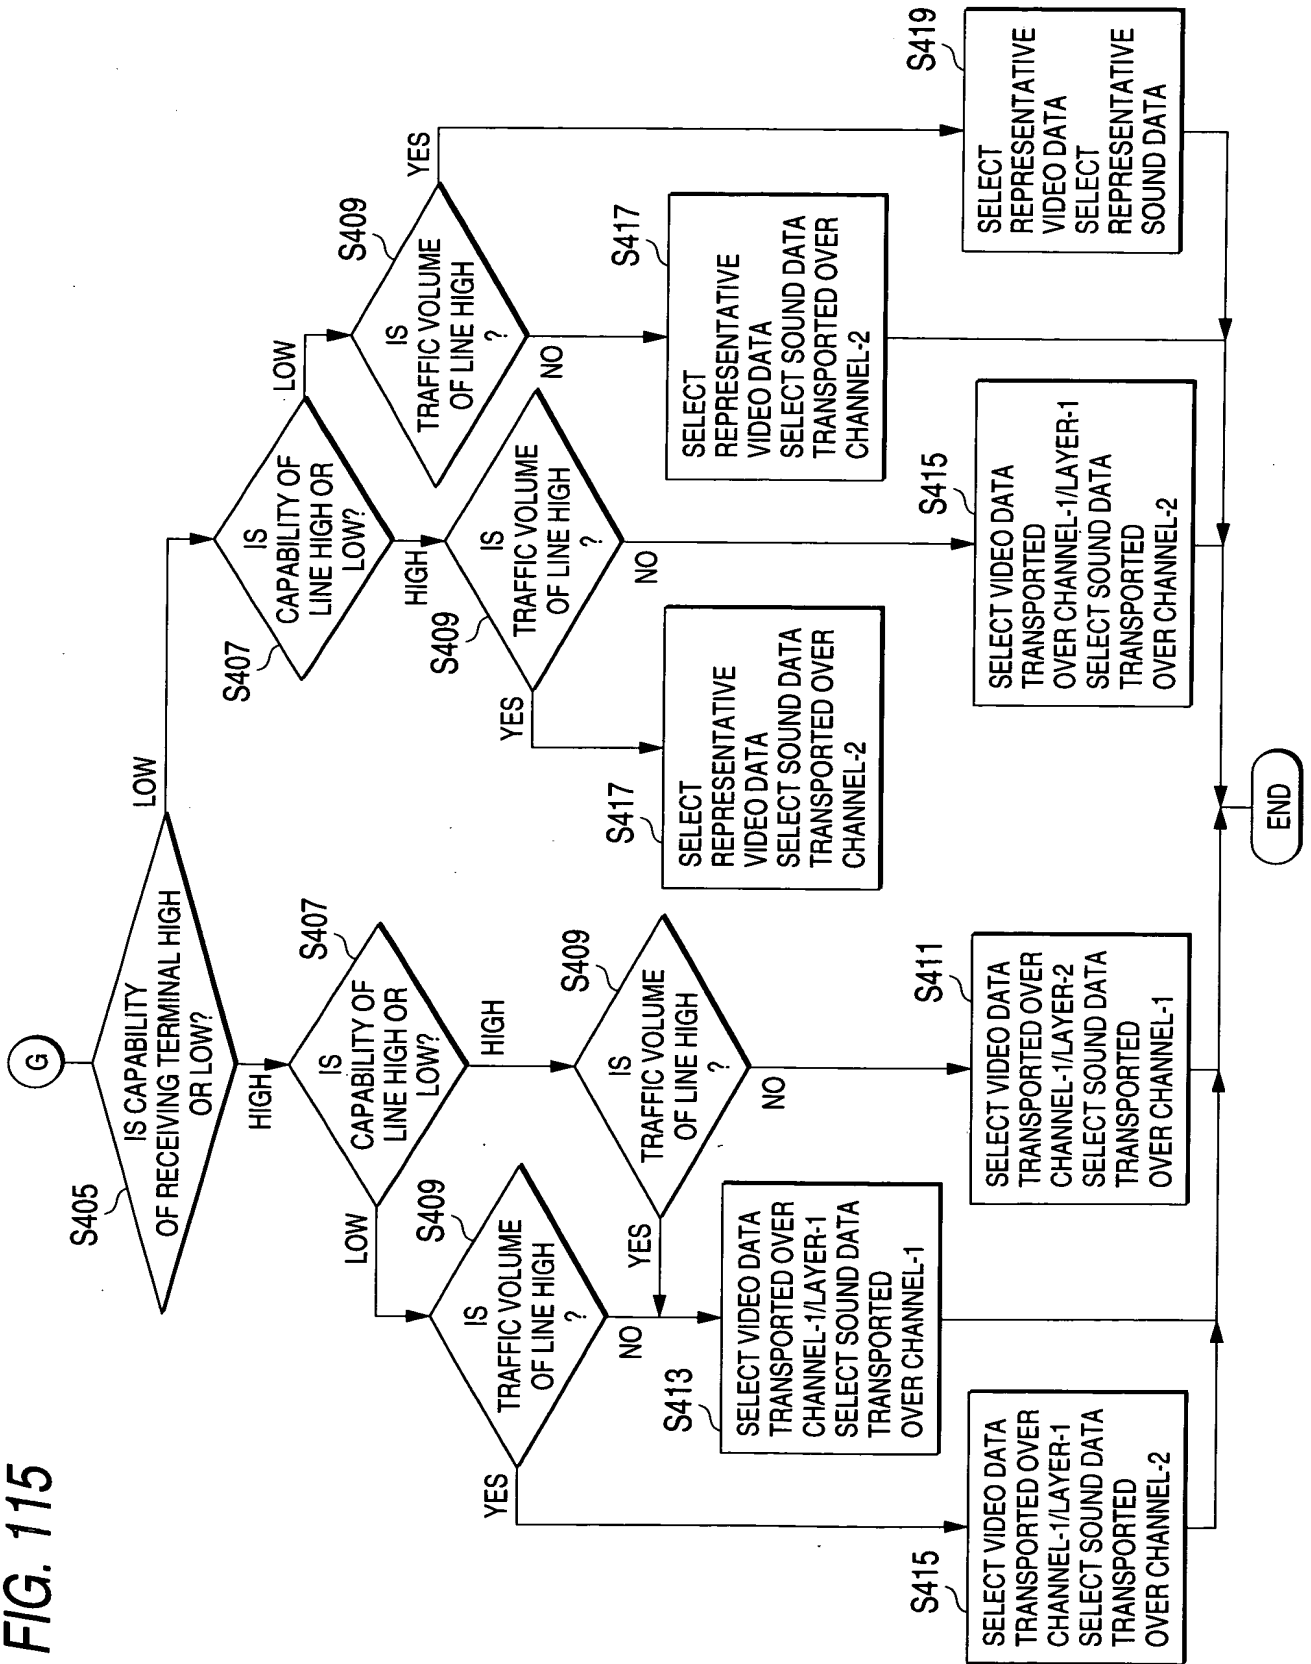 FIG. 115
G
S405
IS CAPABILITY
OF RECEIVING TERMINAL HIGH
OR LOW?
HIGH
LOW
S407
IS
CAPABILITY OF
LINE HIGH OR
LOW?
LOW
HIGH
S407
IS
CAPABILITY OF
LINE HIGH OR
LOW?
HIGH
LOW
S409
IS
TRAFFIC VOLUME
OF LINE HIGH
?
YES
NO
S409
IS
TRAFFIC VOLUME
OF LINE HIGH
?
YES
NO
S409
IS
TRAFFIC VOLUME
OF LINE HIGH
?
YES
NO
S409
IS
TRAFFIC VOLUME
OF LINE HIGH
?
YES
NO
S415
SELECT VIDEO DATA
TRANSPORTED OVER
CHANNEL-1/LAYER-1
SELECT SOUND DATA
TRANSPORTED
OVER CHANNEL-2
S413
SELECT VIDEO DATA
TRANSPORTED OVER
CHANNEL-1/LAYER-1
SELECT SOUND DATA
TRANSPORTED
OVER CHANNEL-1
S411
SELECT VIDEO DATA
TRANSPORTED OVER
CHANNEL-1/LAYER-2
SELECT SOUND DATA
TRANSPORTED
OVER CHANNEL-1
S417
SELECT
REPRESENTATIVE
VIDEO DATA
SELECT SOUND DATA
TRANSPORTED OVER
CHANNEL-2
S415
SELECT VIDEO DATA
TRANSPORTED
OVER CHANNEL-1/LAYER-1
SELECT SOUND DATA
TRANSPORTED
OVER CHANNEL-2
S417
SELECT
REPRESENTATIVE
VIDEO DATA
SELECT SOUND DATA
TRANSPORTED OVER
CHANNEL-2
S419
SELECT
REPRESENTATIVE
VIDEO DATA
SELECT
REPRESENTATIVE
SOUND DATA
END